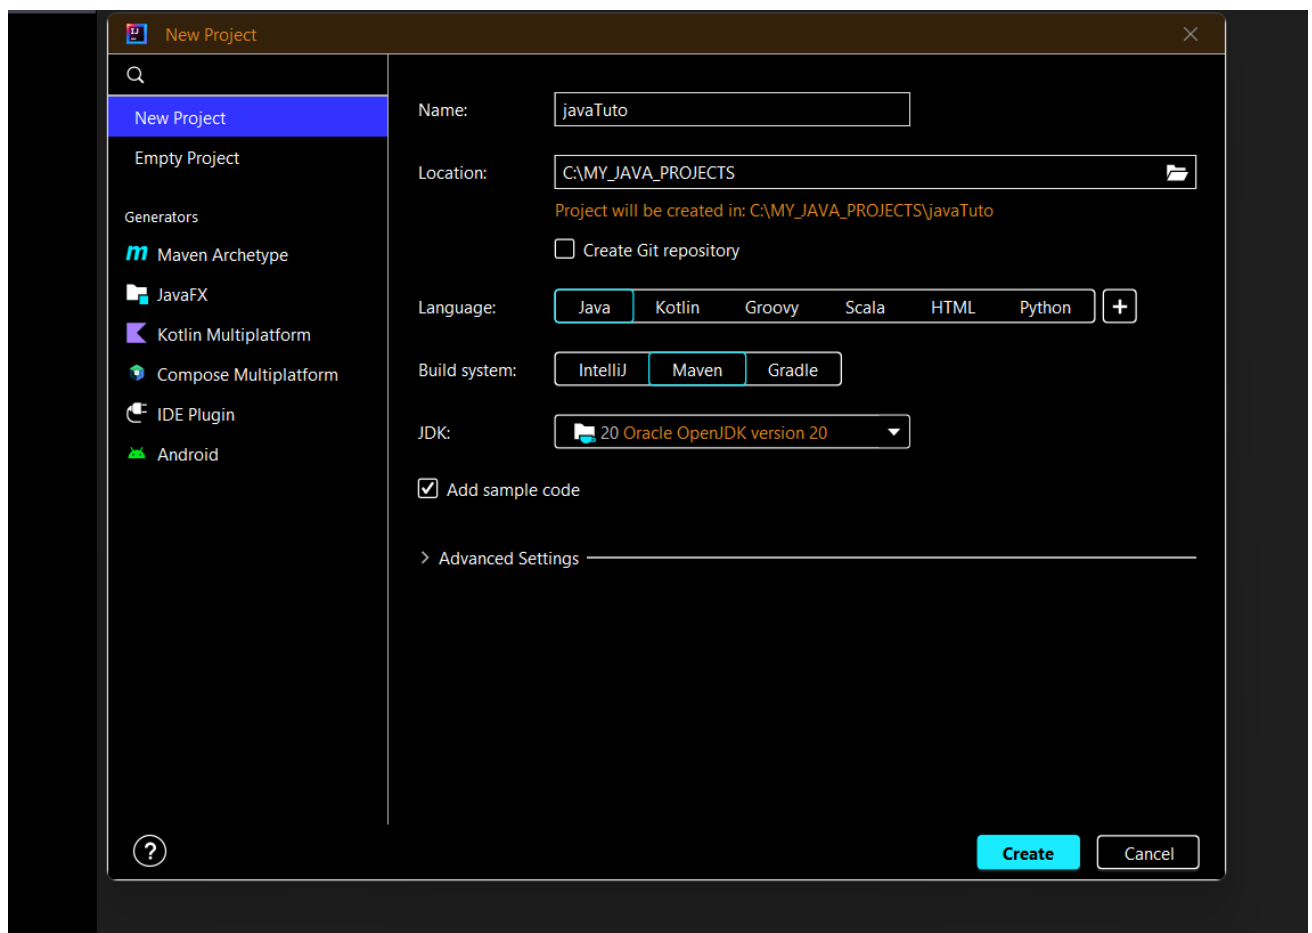 New Project
New Project
Empty Project
Generators
Maven Archetype
JavaFX
Kotlin Multiplatform
Compose Multiplatform
IDE Plugin
Android
Name: javaTuto
Location: C:\MY_JAVA_PROJECTS
Project will be created in: C:\MY_JAVA_PROJECTS\javaTuto
Create Git repository
Language: Java Kotlin Groovy Scala HTML Python +
Build system: IntelliJ Maven Gradle
JDK: 20 Oracle OpenJDK version 20
Add sample code
Advanced Settings
? Create Cancel